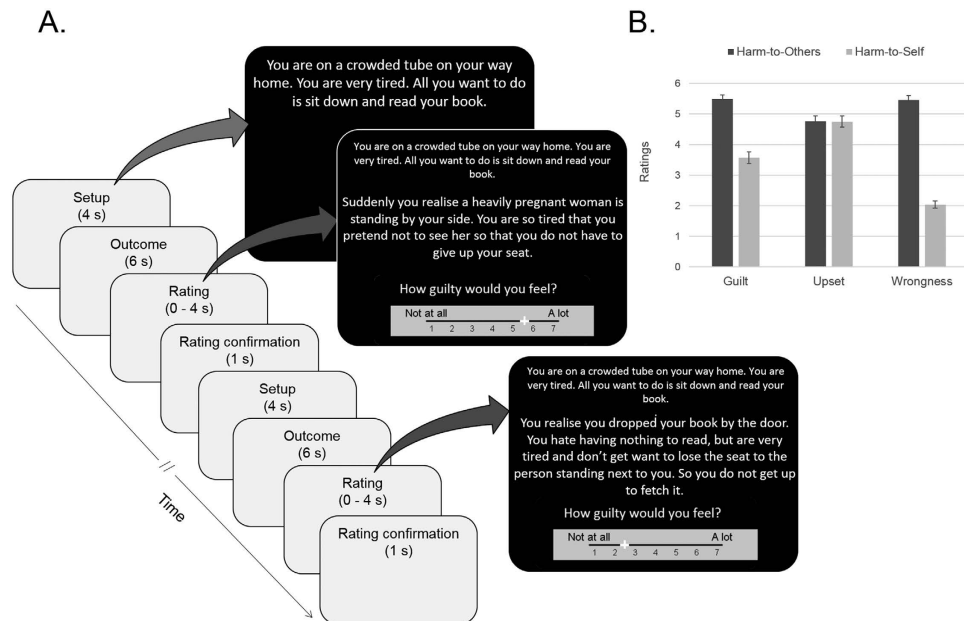 A.
You are on a crowded tube on your way
home. You are very tired. All you want to do
is sit down and read your book.
You are on a crowded tube on your way home. You are
very tired. All you want to do is sit down and read your
book.
Suddenly you realise a heavily pregnant woman is
standing by your side. You are so tired that you
pretend not to see her so that you do not have to
give up your seat.
How guilty would you feel?
Not at all A lot
1 2 3 4 5 6 7
Setup
(4 s)
Outcome
(6 s)
Rating
(0 - 4 s)
Rating confirmation
(1 s)
Setup
(4 s)
Outcome
(6 s)
Rating
(0 - 4 s)
Rating confirmation
(1 s)
Time
You are on a crowded tube on your way home. You are
very tired. All you want to do is sit down and read your
book.
You realise you dropped your book by the door.
You hate having nothing to read, but are very
tired and don't get want to lose the seat to the
person standing next to you. So you do not get up
to fetch it.
How guilty would you feel?
Not at all A lot
1 2 3 4 5 6 7
B.
Harm-to-Others Harm-to-Self
Ratings
6
5
4
3
2
1
0
Guilt Upset Wrongness